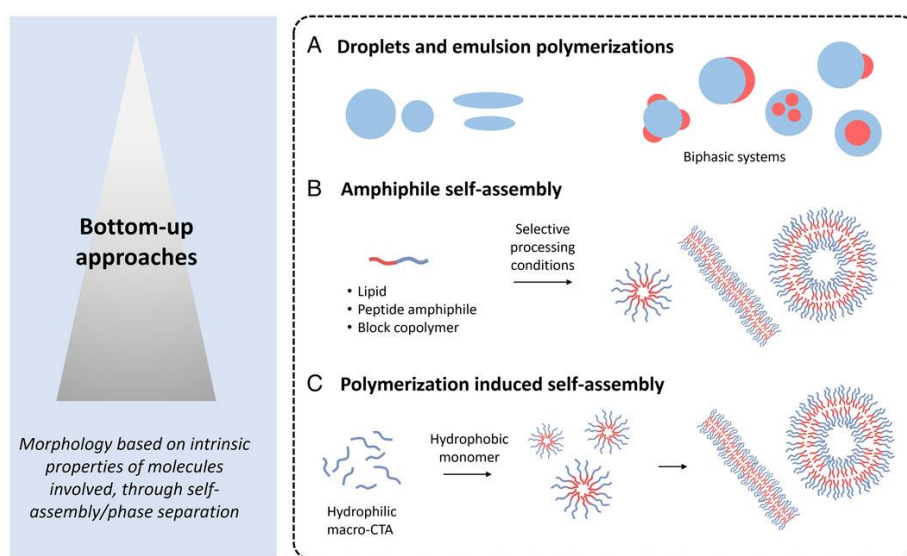 Bottom-up
approaches
Morphology based on intrinsic
properties of molecules
involved, through self-
assembly/phase separation
A Droplets and emulsion polymerizations
Biphasic systems
B Amphiphile self-assembly
• Lipid
• Peptide amphiphile
• Block copolymer
Selective
processing
conditions
C Polymerization induced self-assembly
Hydrophilic
macro-CTA
Hydrophobic
monomer